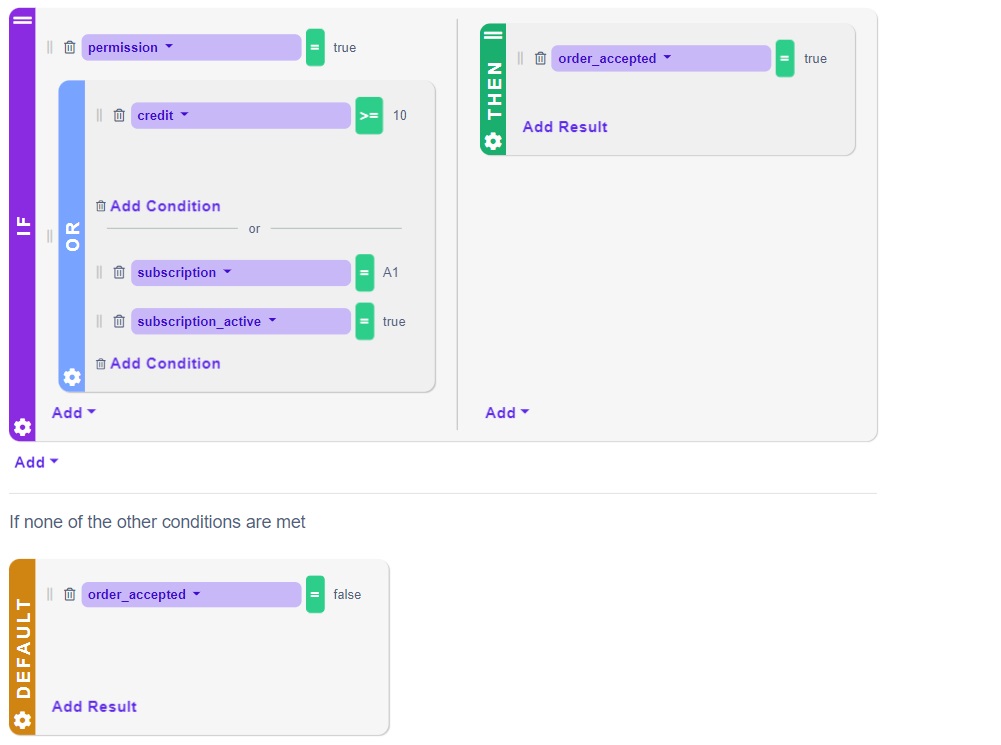 IF
permission = true
OR
credit >= 10
Add Condition
or
subscription = A1
subscription_active = true
Add Condition
Add
THEN
order_accepted = true
Add Result
Add
Add
If none of the other conditions are met
DEFAULT
order_accepted = false
Add Result